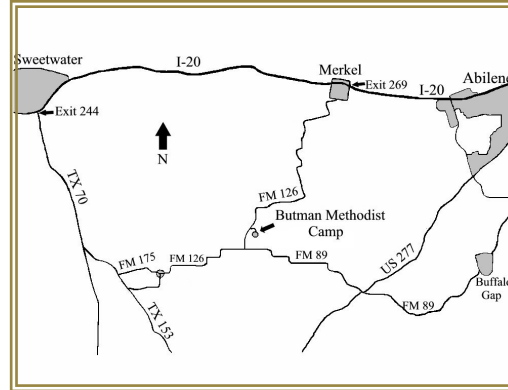 Sweetwater
I-20
Merkel
Exit 269
I-20
Abilene
Exit 244
N
TX 70
FM 126
Butman Methodist
Camp
FM 175
FM 126
FM 89
US 277
TX 153
FM 89
Buffalo
Gap